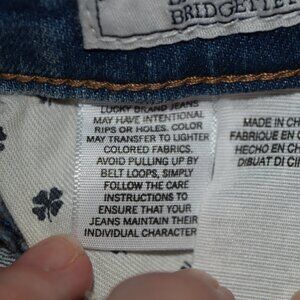 BRIDGETTE
LUCKY BRAND JEANS
MAY HAVE INTENTIONAL
RIPS OR HOLES. COLOR
MAY TRANSFER TO LIGHTER
COLORED FABRICS.
AVOID PULLING UP BY
BELT LOOPS, SIMPLY
FOLLOW THE CARE
INSTRUCTIONS TO
ENSURE THAT YOUR
JEANS MAINTAIN THEIR
INDIVIDUAL CHARACTER
MADE IN
FABRIQUE EN
HECHO EN
DIBUAT DI